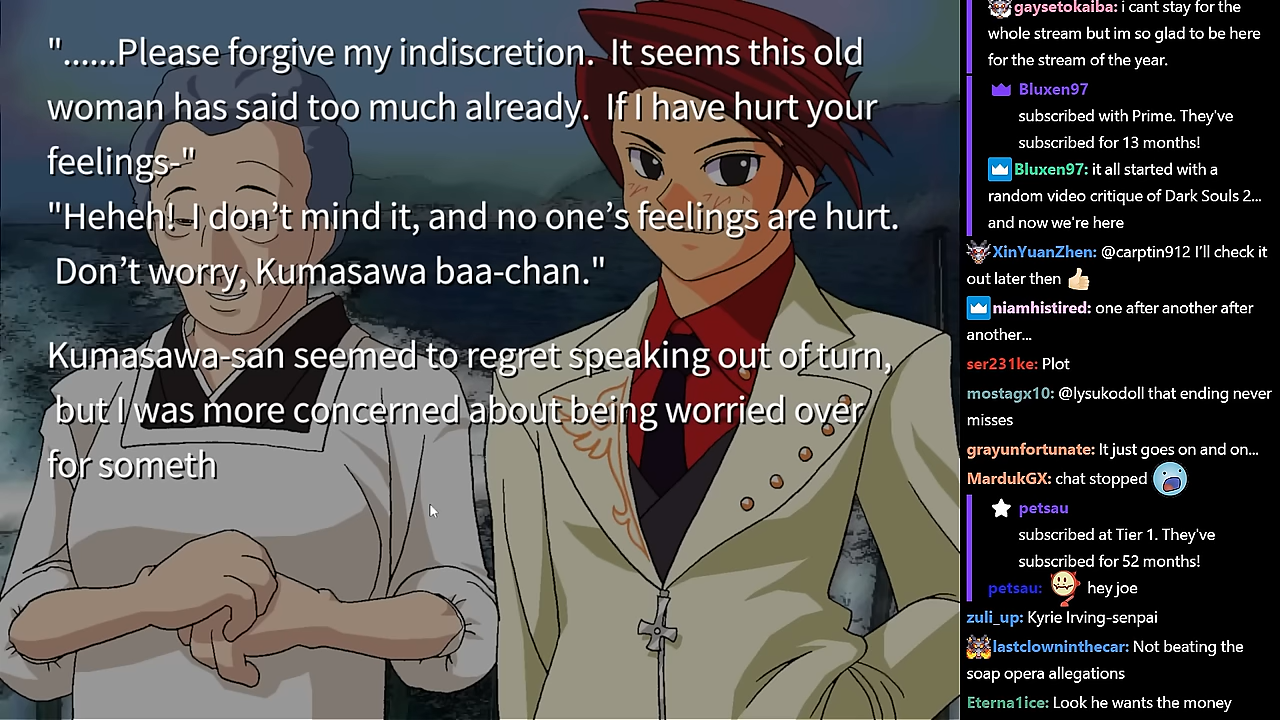 "......Please forgive my indiscretion.  It seems this old
woman has said too much already.  If I have hurt your
feelings-"
"Heheh!  I don't mind it, and no one's feelings are hurt.
Don't worry, Kumasawa baa-chan."
Kumasawa-san seemed to regret speaking out of turn,
but I was more concerned about being worried over
for someth
gaysetokaiba: i cant stay for the
whole stream but im so glad to be here
for the stream of the year.
Bluxen97
subscribed with Prime. They've
subscribed for 13 months!
Bluxen97: it all started with a
random video critique of Dark Souls 2...
and now we're here
XinYuanZhen: @carptin912 I'll check it
out later then 👍🏻
niamhistired: one after another after
another...
ser231ke: Plot
mostagx10: @lysukodoll that ending never
misses
grayunfortunate: It just goes on and on...
MardukGX: chat stopped
petsau
subscribed at Tier 1. They've
subscribed for 52 months!
petsau: hey joe
zuli_up: Kyrie Irving-senpai
lastclowninthecar: Not beating the
soap opera allegations
Eterna1ice: Look he wants the money